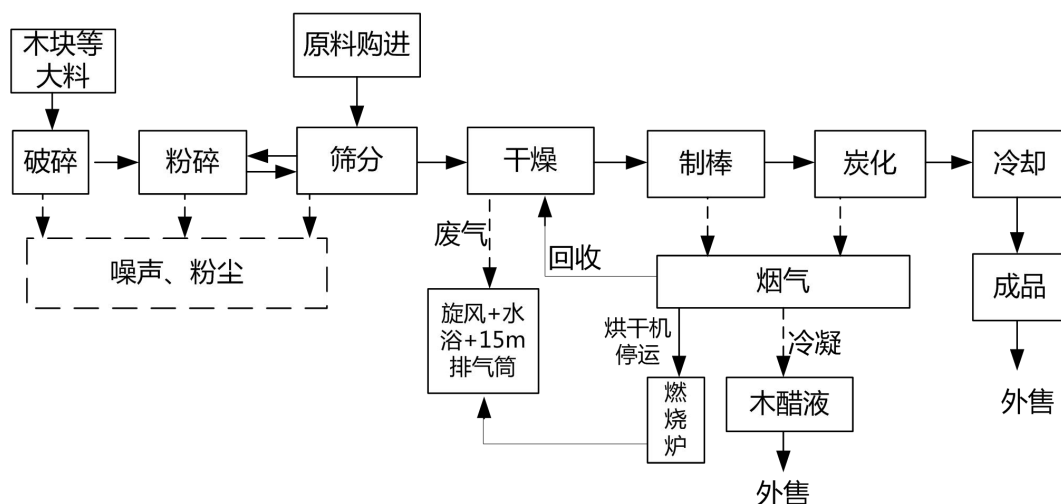 木块等
大料
原料购进
破碎
粉碎
筛分
干燥
制棒
炭化
冷却
噪声、粉尘
废气
回收
烟气
成品
旋风+水
浴+15m
排气筒
烘干机
停运
冷凝
燃
烧
炉
木醋液
外售
外售